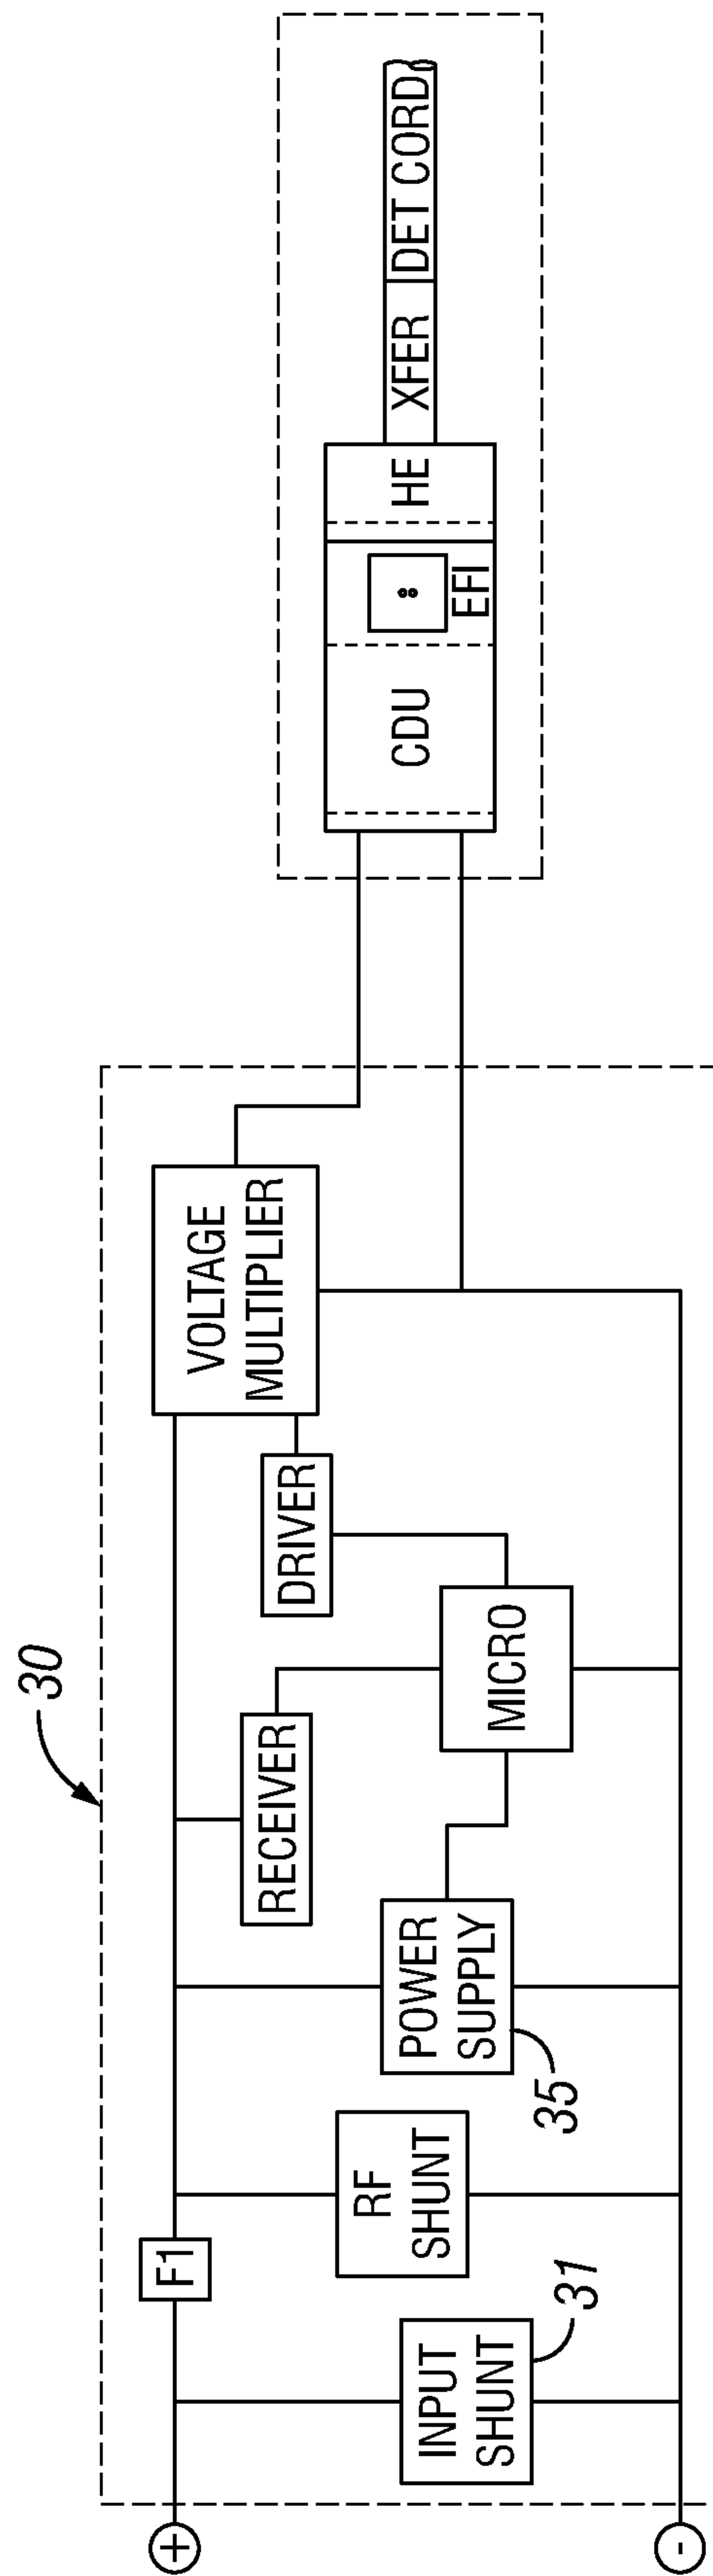 30
+
-
INPUT
SHUNT
31
F1
RF
SHUNT
POWER
SUPPLY
35
RECEIVER
MICRO
DRIVER
VOLTAGE
MULTIPLIER
CDU
EFI
HE
XFER
DET CORD